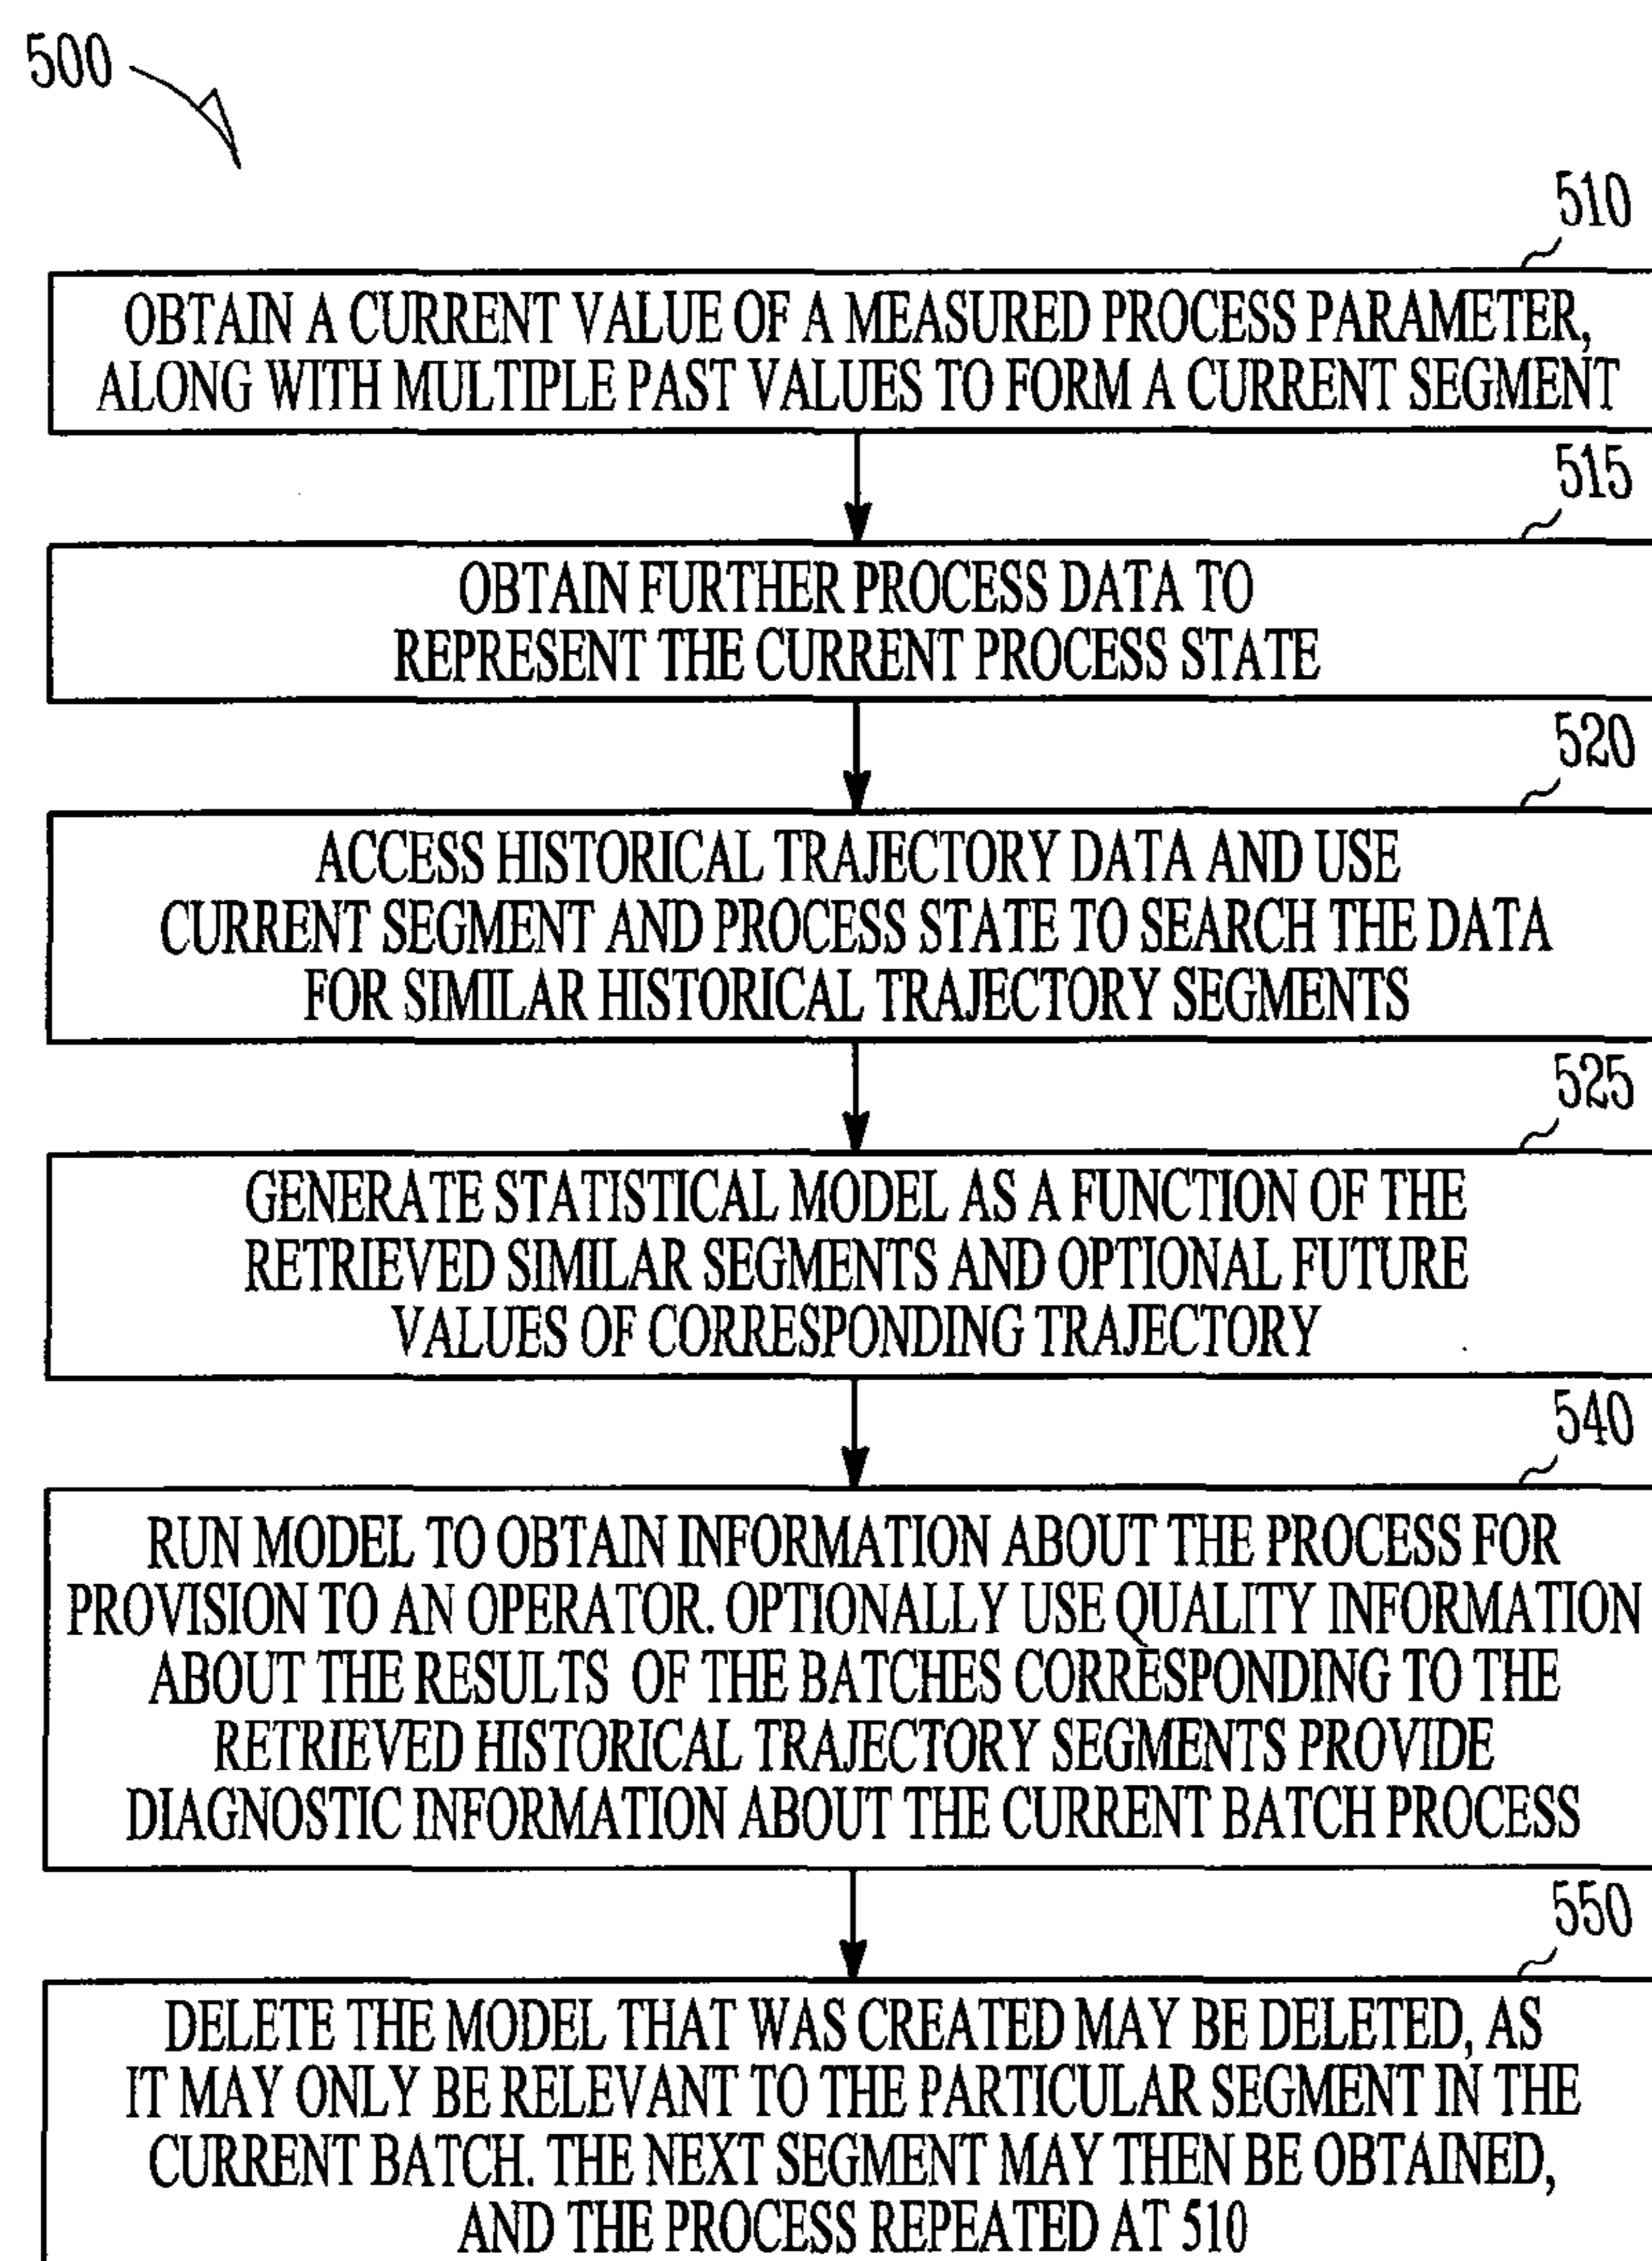 500
510
OBTAIN A CURRENT VALUE OF A MEASURED PROCESS PARAMETER,
ALONG WITH MULTIPLE PAST VALUES TO FORM A CURRENT SEGMENT
515
OBTAIN FURTHER PROCESS DATA TO
REPRESENT THE CURRENT PROCESS STATE
520
ACCESS HISTORICAL TRAJECTORY DATA AND USE
CURRENT SEGMENT AND PROCESS STATE TO SEARCH THE DATA
FOR SIMILAR HISTORICAL TRAJECTORY SEGMENTS
525
GENERATE STATISTICAL MODEL AS A FUNCTION OF THE
RETRIEVED SIMILAR SEGMENTS AND OPTIONAL FUTURE
VALUES OF CORRESPONDING TRAJECTORY
540
RUN MODEL TO OBTAIN INFORMATION ABOUT THE PROCESS FOR
PROVISION TO AN OPERATOR. OPTIONALLY USE QUALITY INFORMATION
ABOUT THE RESULTS OF THE BATCHES CORRESPONDING TO THE
RETRIEVED HISTORICAL TRAJECTORY SEGMENTS PROVIDE
DIAGNOSTIC INFORMATION ABOUT THE CURRENT BATCH PROCESS
550
DELETE THE MODEL THAT WAS CREATED MAY BE DELETED, AS
IT MAY ONLY BE RELEVANT TO THE PARTICULAR SEGMENT IN THE
CURRENT BATCH. THE NEXT SEGMENT MAY THEN BE OBTAINED,
AND THE PROCESS REPEATED AT 510